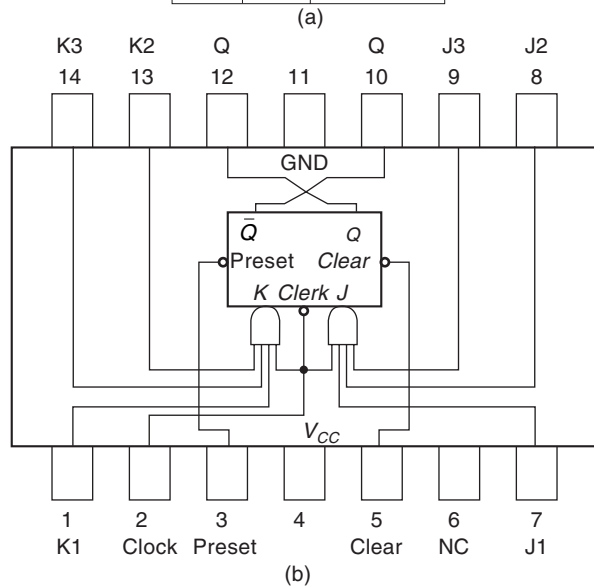 (a)
K3 K2 Q Q J3 J2
14 13 12 11 10 9 8
GND
Q̅ Q
Preset Clear
K Clerk J
V_CC
1 2 3 4 5 6 7
K1 Clock Preset Clear NC J1
(b)